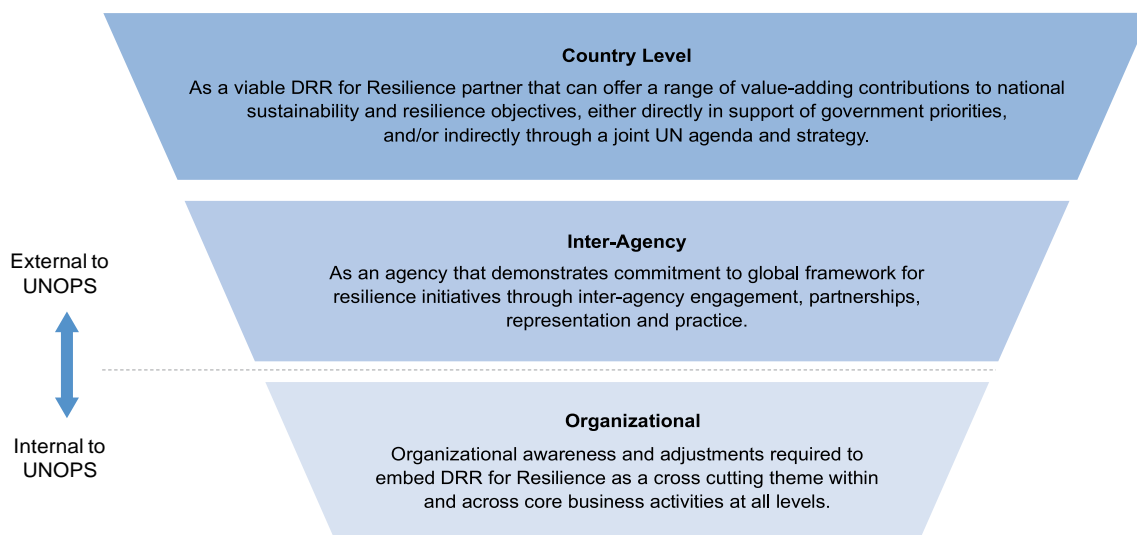 Country Level
As a viable DRR for Resilience partner that can offer a range of value-adding contributions to national
sustainability and resilience objectives, either directly in support of government priorities,
and/or indirectly through a joint UN agenda and strategy.
Inter-Agency
As an agency that demonstrates commitment to global framework for
resilience initiatives through inter-agency engagement, partnerships,
representation and practice.
External to
UNOPS
Internal to
UNOPS
Organizational
Organizational awareness and adjustments required to
embed DRR for Resilience as a cross cutting theme within
and across core business activities at all levels.